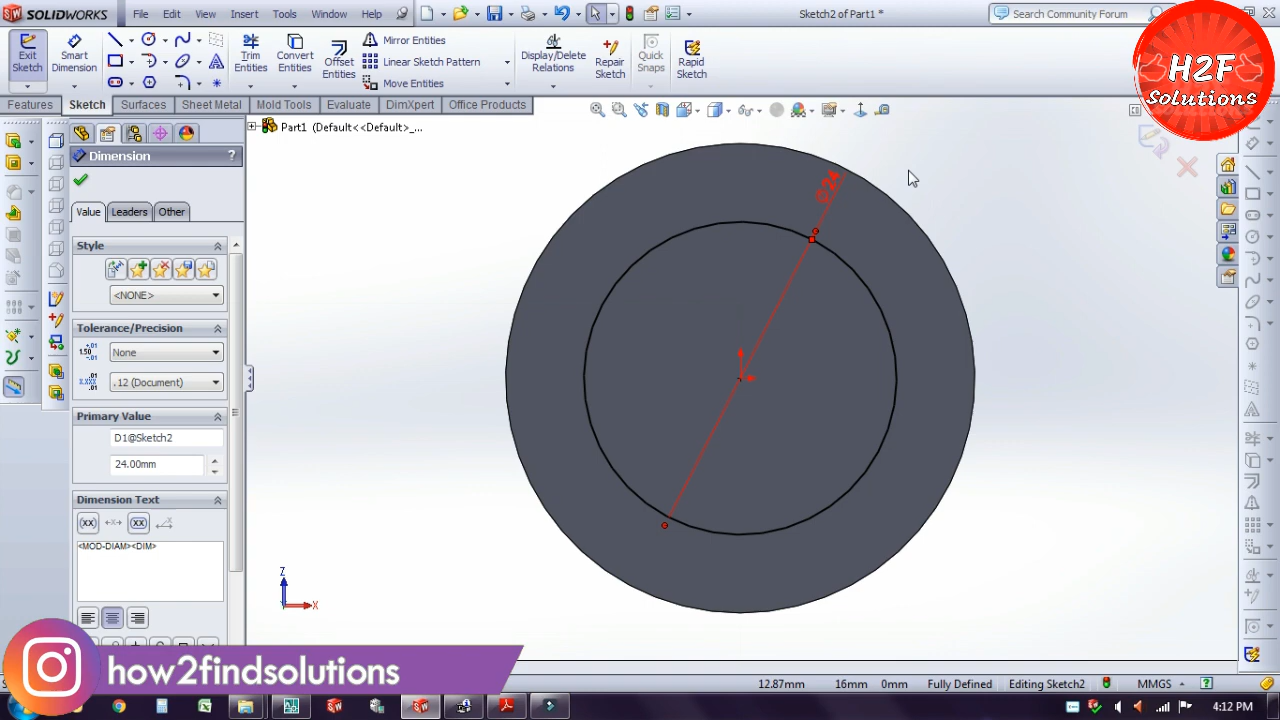 SOLIDWORKS
File Edit View Insert Tools Window Help
Sketch2 of Part1 *
Search Community Forum
Exit Sketch
Smart Dimension
Trim Entities
Convert Entities
Offset Entities
Mirror Entities
Linear Sketch Pattern
Move Entities
Display/Delete Relations
Repair Sketch
Quick Snaps
Rapid Sketch
H2F
Solutions
Features Sketch Surfaces Sheet Metal Mold Tools Evaluate DimXpert Office Products
Part1 (Default<<Default>_...
Dimension ?
Value Leaders Other
Style
<NONE>
Tolerance/Precision
None
.12 (Document)
Primary Value
D1@Sketch2
24.00mm
Dimension Text
<MOD-DIAM><DIM>
24
Z
X
how2findsolutions
12.87mm 16mm 0mm Fully Defined Editing Sketch2 MMGS
4:12 PM